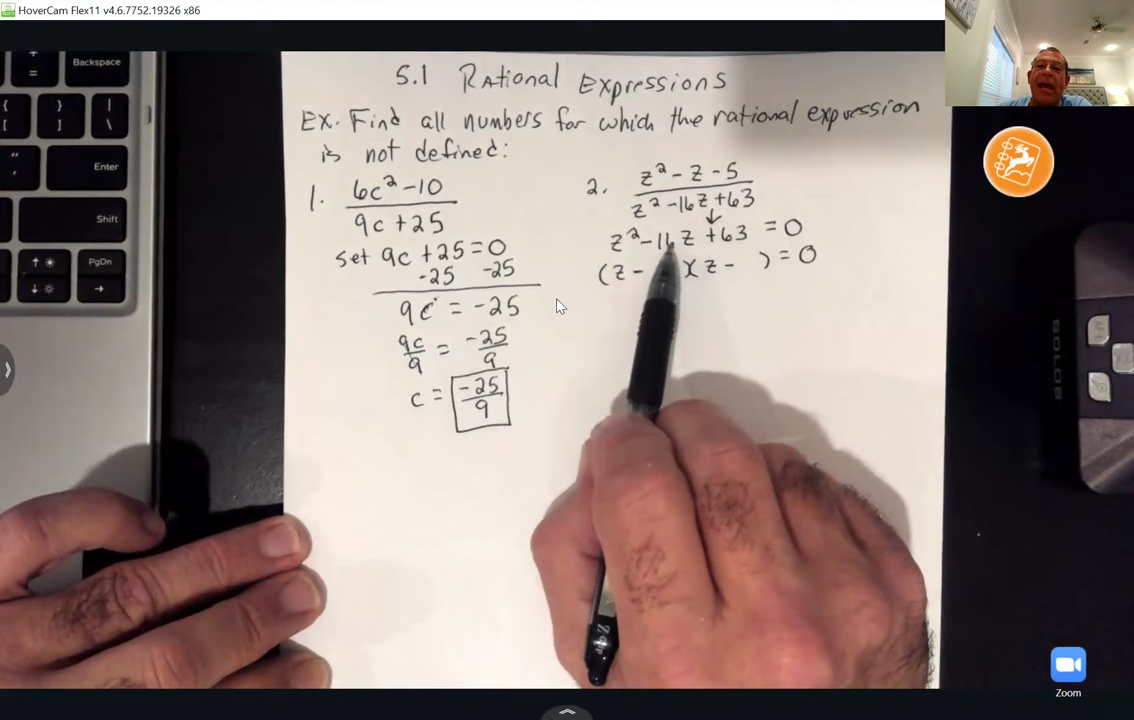 HoverCam Flex11 v4.6.7752.19326 x86
5.1 Rational Expressions
Ex. Find all numbers for which the rational expression
is not defined:
1. 6c² - 10
9c + 25
set 9c + 25 = 0
-25 -25
9c = -25
9c/9 = -25/9
c = -25/9
2. z² - z - 5
z² - 16z + 63
z² - 16z + 63 = 0
(z - )(z - ) = 0
Backspace
+
=
{
[
}
]
|
\
"
'
Enter
Shift
PgDn
Zoom